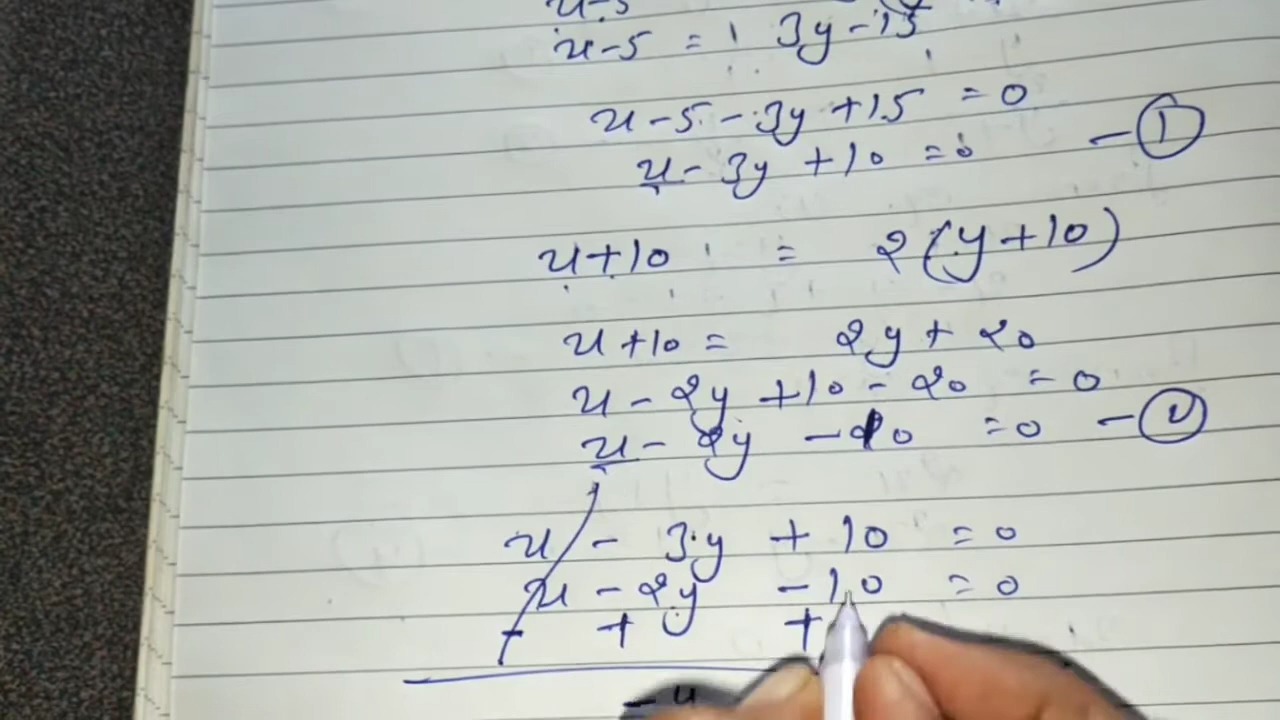 x-5
x-5 = 3y-15
x-5-3y+15 =0
x-3y+10 =0 -①
x+10 = 2(y+10)
x+10 = 2y+20
x-2y+10-20 =0
x-2y-10 =0 -②
x-3y+10 =0
x-2y-10 =0
- + +
-y